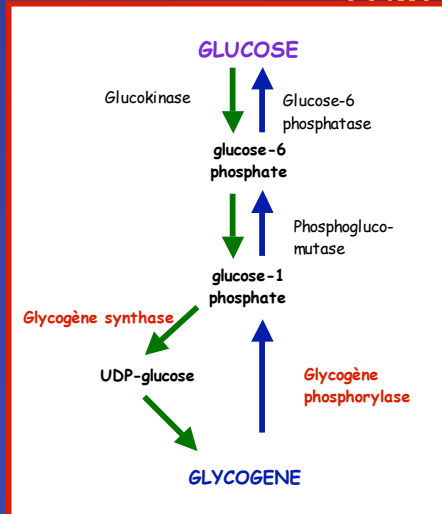 GLUCOSE
Glucokinase
Glucose-6
phosphatase
glucose-6
phosphate
Phosphogluco-
mutase
glucose-1
phosphate
Glycogène synthase
UDP-glucose
Glycogène
phosphorylase
GLYCOGENE